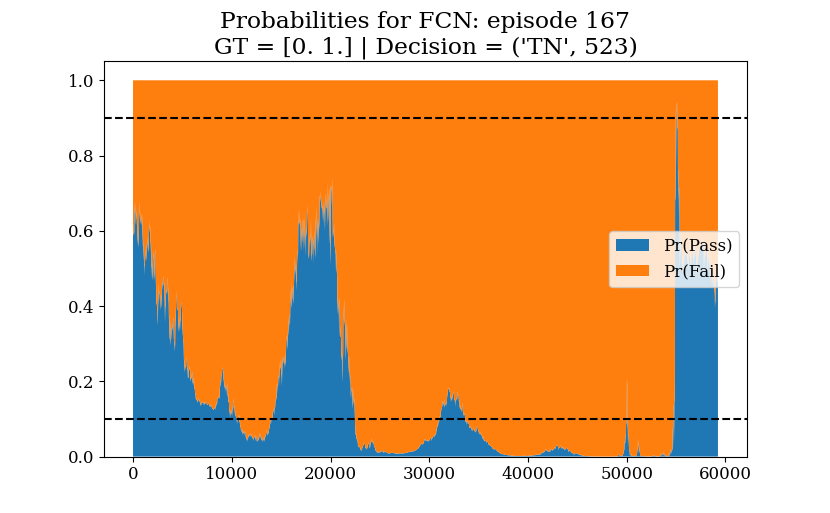 Probabilities for FCN: episode 167
GT = [0. 1.] | Decision = ('TN', 523)
1.0
0.8
0.6
0.4
0.2
0.0
Pr(Pass)
Pr(Fail)
0 10000 20000 30000 40000 50000 60000